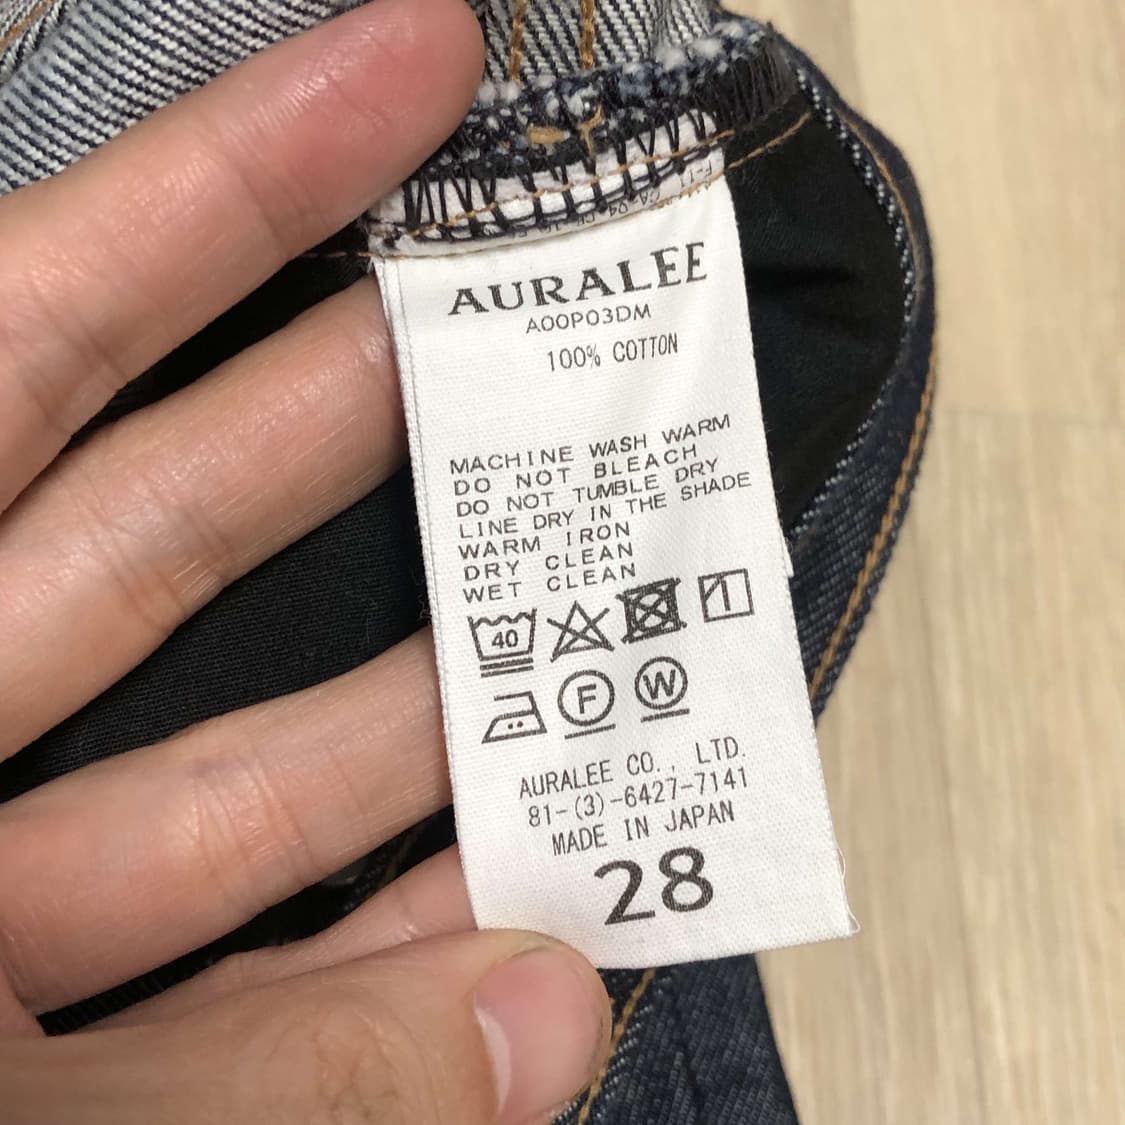 AURALEE
A00P03DM
100% COTTON
MACHINE WASH WARM
DO NOT BLEACH
DO NOT TUMBLE DRY
LINE DRY IN THE SHADE
WARM IRON
DRY CLEAN
WET CLEAN
40
F W
AURALEE CO., LTD.
81-(3)-6427-7141
MADE IN JAPAN
28